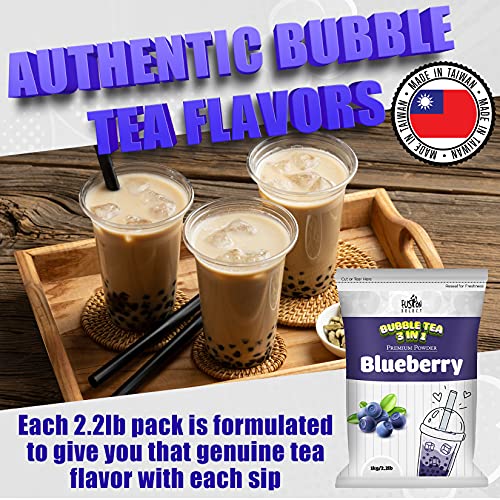 AUTHENTIC BUBBLE
TEA FLAVORS
MADE IN TAIWAN
MADE IN TAIWAN
MADE IN TAIWAN
Cut or Tear Here
Reseal for Freshness
FUSION
SELECT
BUBBLE TEA
3 IN 1
PREMIUM POWDER
Blueberry
1kg/2.2lb
Each 2.2lb pack is formulated
to give you that genuine tea
flavor with each sip